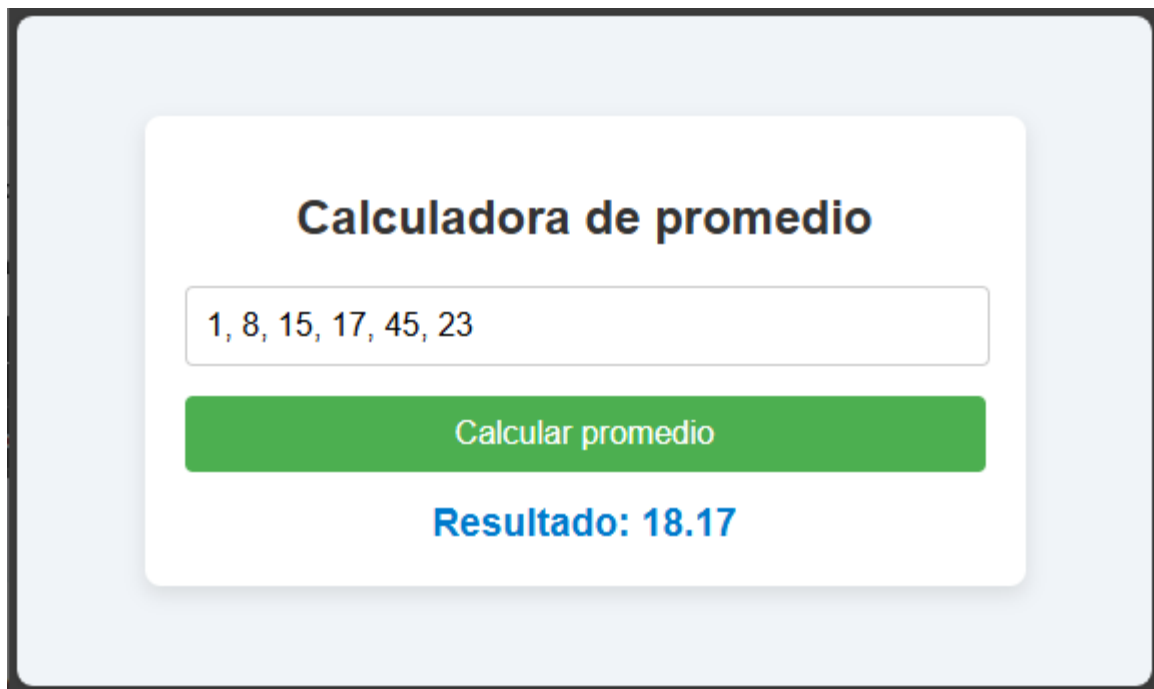 Calculadora de promedio
1, 8, 15, 17, 45, 23
Calcular promedio
Resultado: 18.17